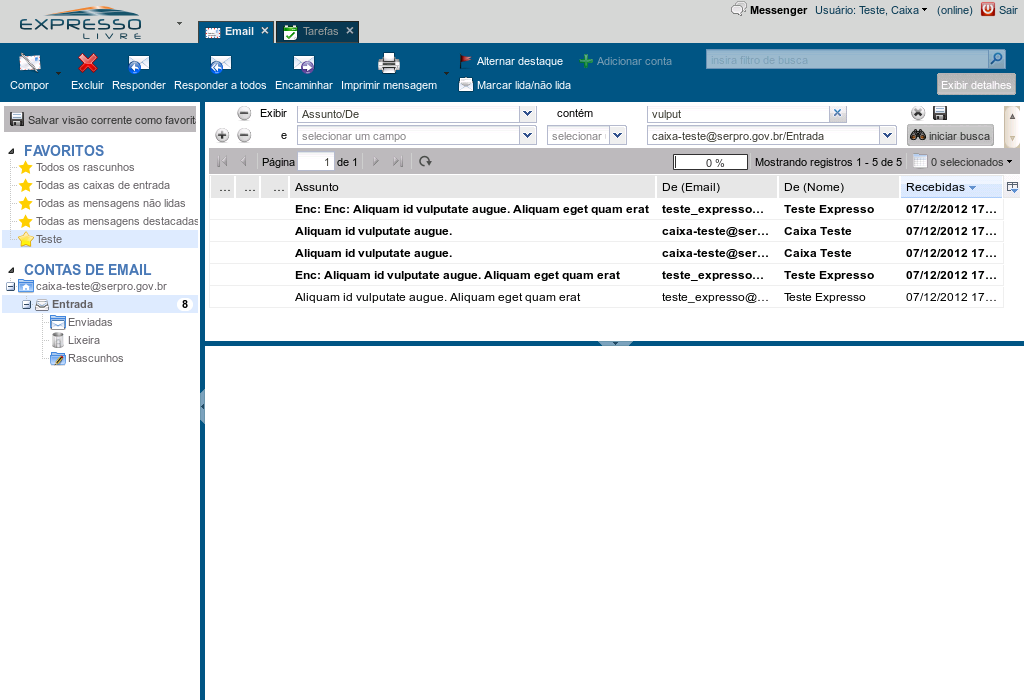 EXPRESSO
LIVRE
Email
Tarefas
Messenger
Usuário: Teste, Caixa
(online)
Sair
Compor
Excluir
Responder
Responder a todos
Encaminhar
Imprimir mensagem
Alternar destaque
Adicionar conta
Marcar lida/não lida
insira filtro de busca
Exibir detalhes
Salvar visão corrente como favorit
FAVORITOS
Todos os rascunhos
Todas as caixas de entrada
Todas as mensagens não lidas
Todas as mensagens destacadas
Teste
CONTAS DE EMAIL
caixa-teste@serpro.gov.br
Entrada 8
Enviadas
Lixeira
Rascunhos
Exibir Assunto/De contém vulput
e selecionar um campo selecionar caixa-teste@serpro.gov.br/Entrada iniciar busca
Página 1 de 1 0 % Mostrando registros 1 - 5 de 5 0 selecionados
... ... ... Assunto De (Email) De (Nome) Recebidas
Enc: Enc: Aliquam id vulputate augue. Aliquam eget quam erat teste_expresso... Teste Expresso 07/12/2012 17...
Aliquam id vulputate augue. caixa-teste@ser... Caixa Teste 07/12/2012 17...
Aliquam id vulputate augue. caixa-teste@ser... Caixa Teste 07/12/2012 17...
Enc: Aliquam id vulputate augue. Aliquam eget quam erat teste_expresso... Teste Expresso 07/12/2012 17...
Aliquam id vulputate augue. Aliquam eget quam erat teste_expresso@... Teste Expresso 07/12/2012 17...